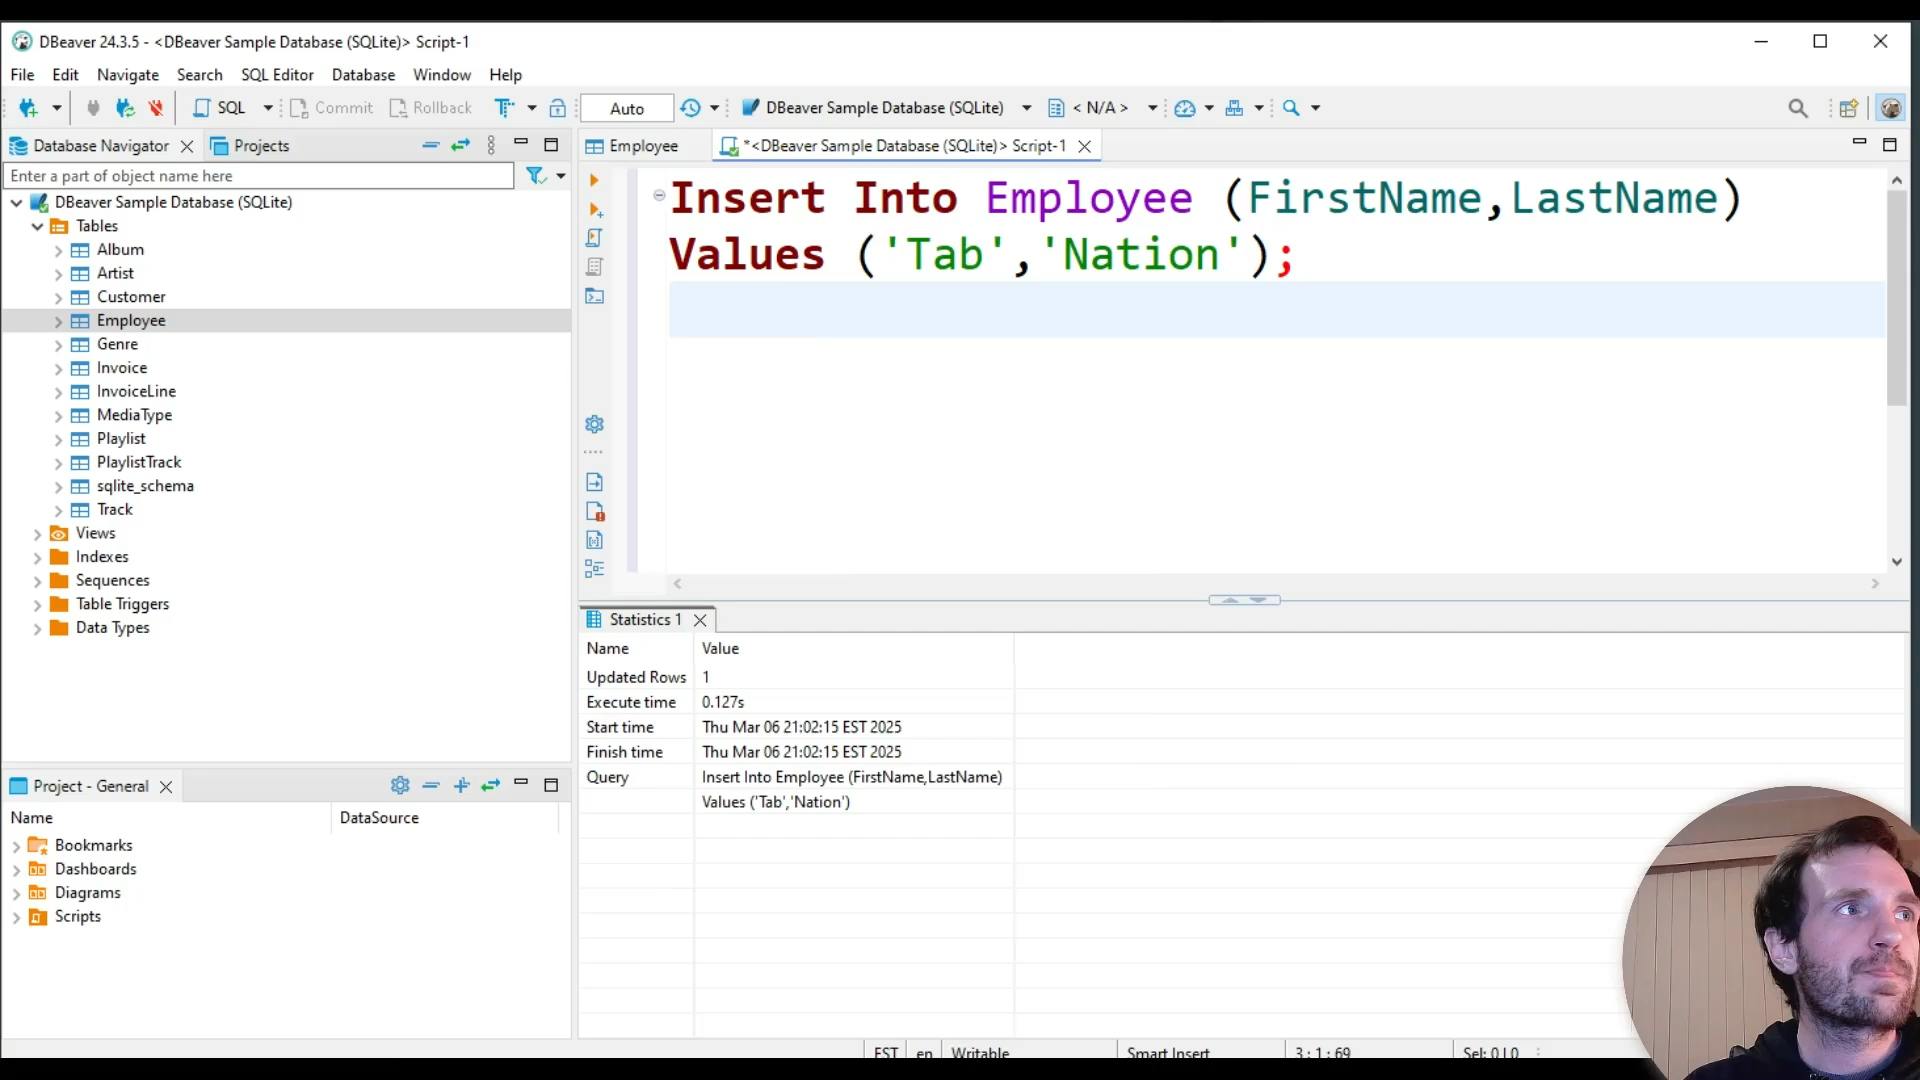 DBeaver 24.3.5 - <DBeaver Sample Database (SQLite)> Script-1
File Edit Navigate Search SQL Editor Database Window Help
SQL Commit Rollback Auto DBeaver Sample Database (SQLite) < N/A >
Database Navigator Projects
Enter a part of object name here
DBeaver Sample Database (SQLite)
Tables
Album
Artist
Customer
Employee
Genre
Invoice
InvoiceLine
MediaType
Playlist
PlaylistTrack
sqlite_schema
Track
Views
Indexes
Sequences
Table Triggers
Data Types
Project - General
Name DataSource
Bookmarks
Dashboards
Diagrams
Scripts
Employee *<DBeaver Sample Database (SQLite)> Script-1
Insert Into Employee (FirstName,LastName)
Values ('Tab','Nation');
Statistics 1
Name Value
Updated Rows 1
Execute time 0.127s
Start time Thu Mar 06 21:02:15 EST 2025
Finish time Thu Mar 06 21:02:15 EST 2025
Query Insert Into Employee (FirstName,LastName)
Values ('Tab','Nation')
EST en Writable Smart Insert 3 : 1 : 69 Sel: 0 | 0